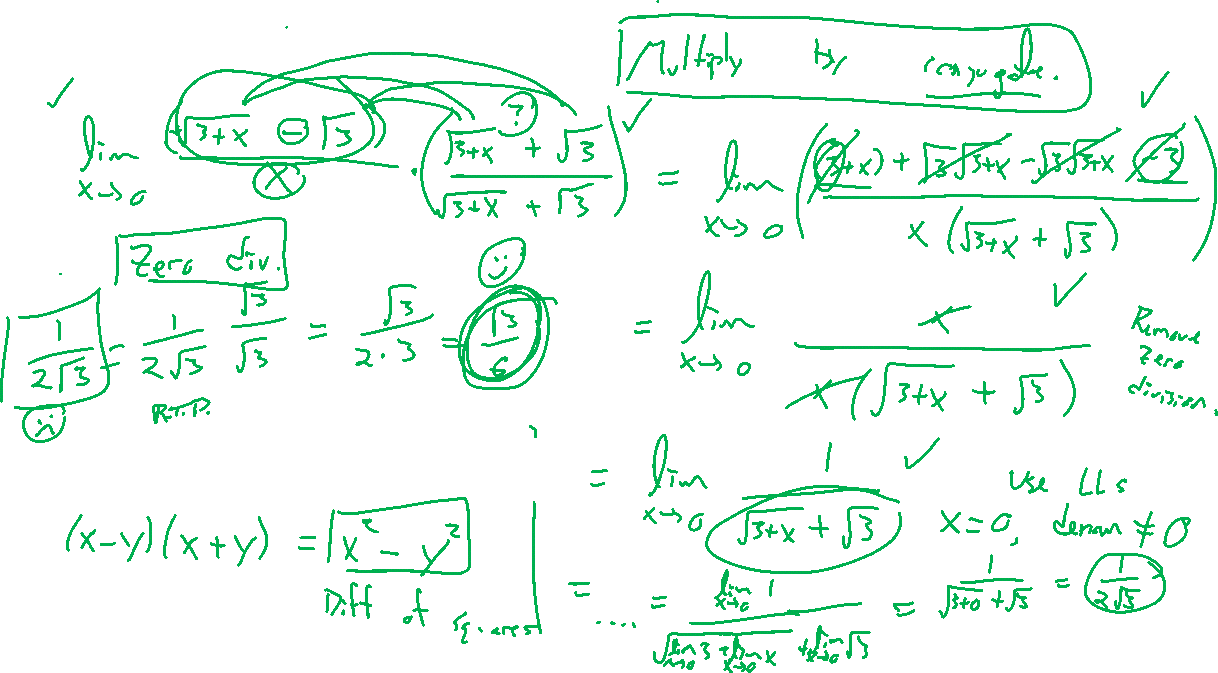 Multiply by conjugate.
✓ lim x→0 (√(3+x) − √3)/x · ((√(3+x) + √3)/(√(3+x) + √3)) ✓ = lim x→0 (((3+x) + √3√(3+x) − √3√(3+x) − 3)/(x(√(3+x) + √3))) ✓
?
Zero div.
1/(2√3) = 1/(2√3) √3/√3 = √3/(2·3) = √3/6
R.T.D.
= lim x→0 x/(x(√(3+x) + √3)) ✓
Remove
zero
division.
= lim x→0 1/(√(3+x) + √3) ✓
x=0,
Use LLs
denom ≠ 0
(x−y)(x+y) = x² − y²
Diff of squares
= .... = (lim x→0 1)/(√(lim x→0 3 + lim x→0 x) + lim x→0 √3) = 1/(√(3+0) + √3) = 1/(2√3)